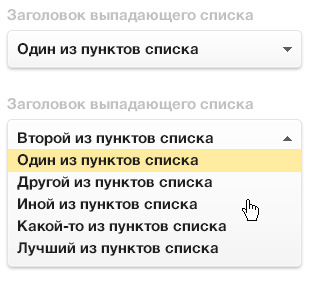 Заголовок выпадающего списка
Один из пунктов списка
Заголовок выпадающего списка
Второй из пунктов списка
Один из пунктов списка
Другой из пунктов списка
Иной из пунктов списка
Какой-то из пунктов списка
Лучший из пунктов списка